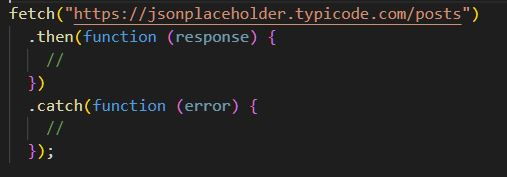 fetch("https://jsonplaceholder.typicode.com/posts")
  .then(function (response) {
    //
  })
  .catch(function (error) {
    //
  });